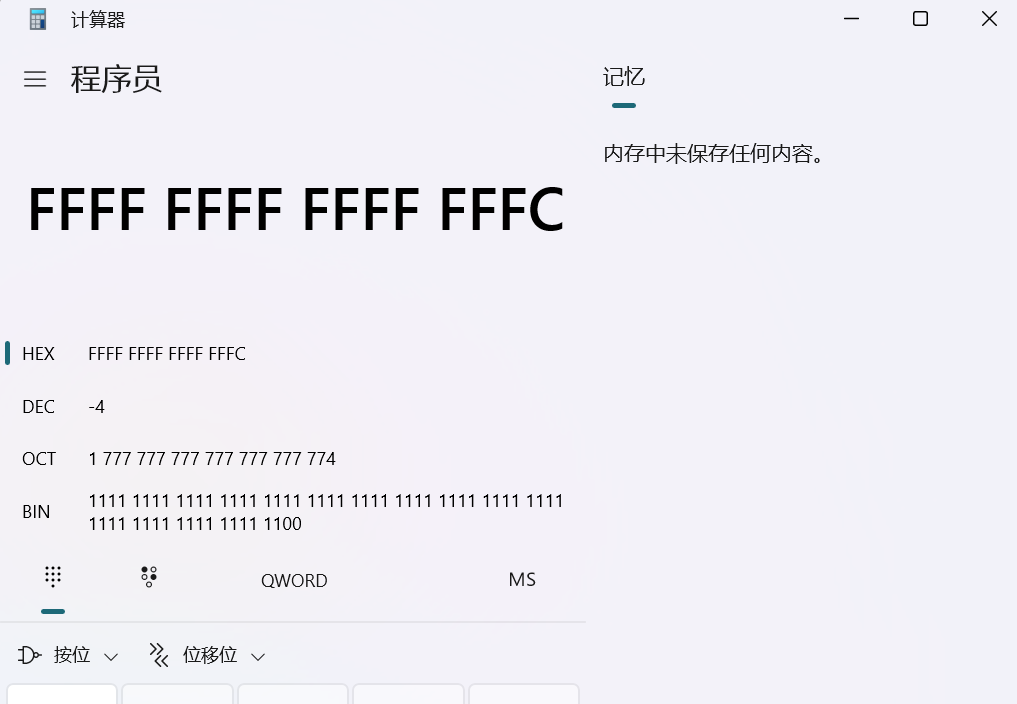 计算器
程序员
记忆
内存中未保存任何内容。
FFFF FFFF FFFF FFFC
HEX FFFF FFFF FFFF FFFC
DEC -4
OCT 1 777 777 777 777 777 777 774
BIN 1111 1111 1111 1111 1111 1111 1111 1111 1111 1111 1111
1111 1111 1111 1111 1100
QWORD MS
按位 位移位